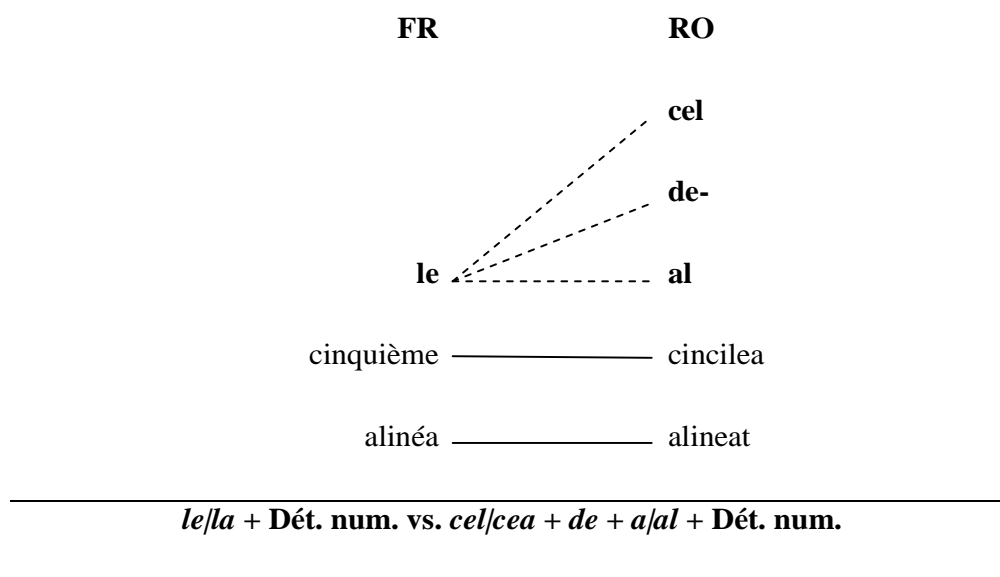 FR RO
cel
de-
le al
cinquième cincilea
alinéa alineat
le/la + Dét. num. vs. cel/cea + de + a/al + Dét. num.